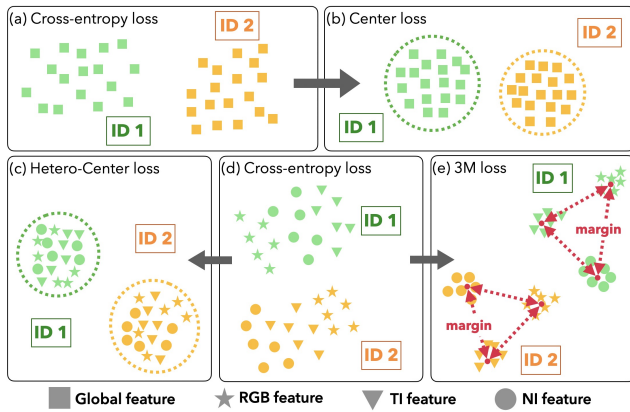 (a) Cross-entropy loss
ID 2
ID 1
(b) Center loss
ID 2
ID 1
(c) Hetero-Center loss
ID 2
ID 1
(d) Cross-entropy loss
ID 1
ID 2
(e) 3M loss
ID 1
margin
margin
ID 2
Global feature RGB feature TI feature NI feature